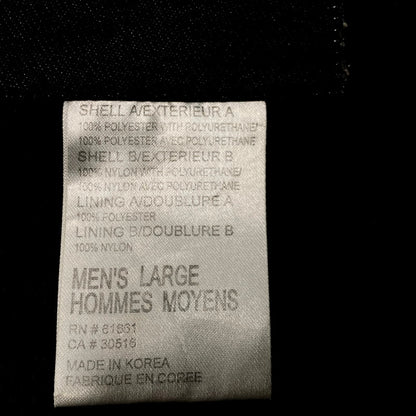 SHELL A/EXTERIEUR A
100% POLYESTER WITH POLYURETHANE/
100% POLYESTER AVEC POLYURETHANE
SHELL B/EXTERIEUR B
100% NYLON WITH POLYURETHANE/
100% NYLON AVEC POLYURETHANE
LINING A/DOUBLURE A
100% POLYESTER
LINING B/DOUBLURE B
100% NYLON
MEN'S LARGE
HOMMES MOYENS
RN # 61661
CA # 30516
MADE IN KOREA
FABRIQUE EN COREE